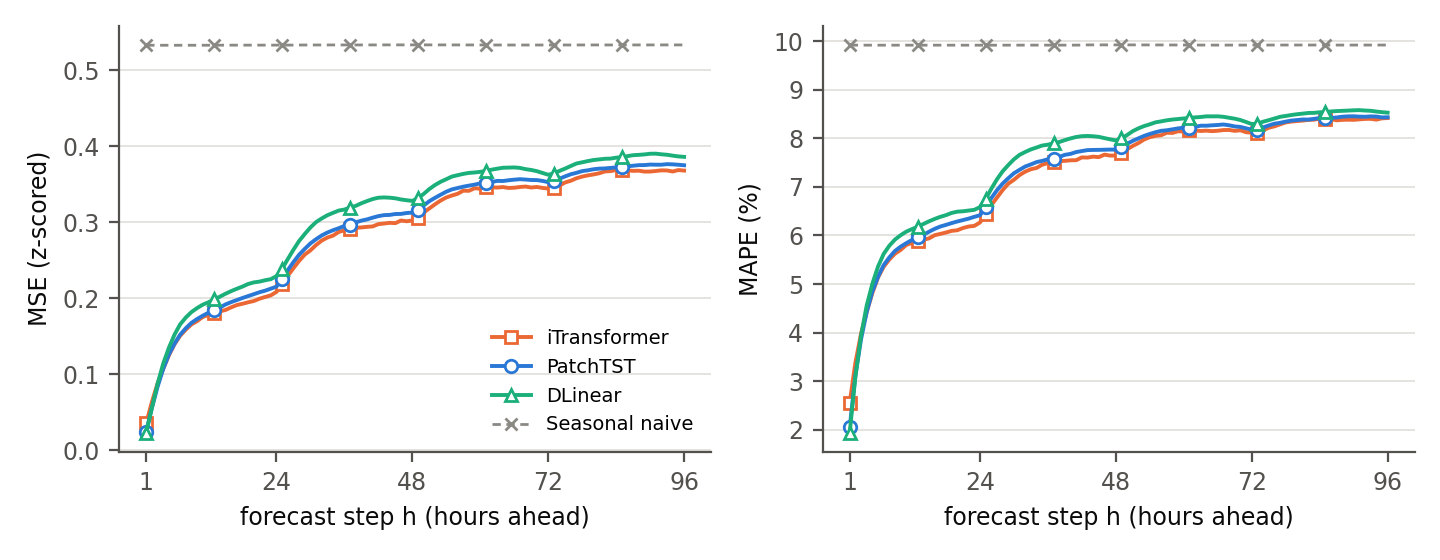 MSE (z-scored)
0.5
0.4
0.3
0.2
0.1
0.0
1 24 48 72 96
forecast step h (hours ahead)
iTransformer
PatchTST
DLinear
Seasonal naive
MAPE (%)
10
9
8
7
6
5
4
3
2
1 24 48 72 96
forecast step h (hours ahead)